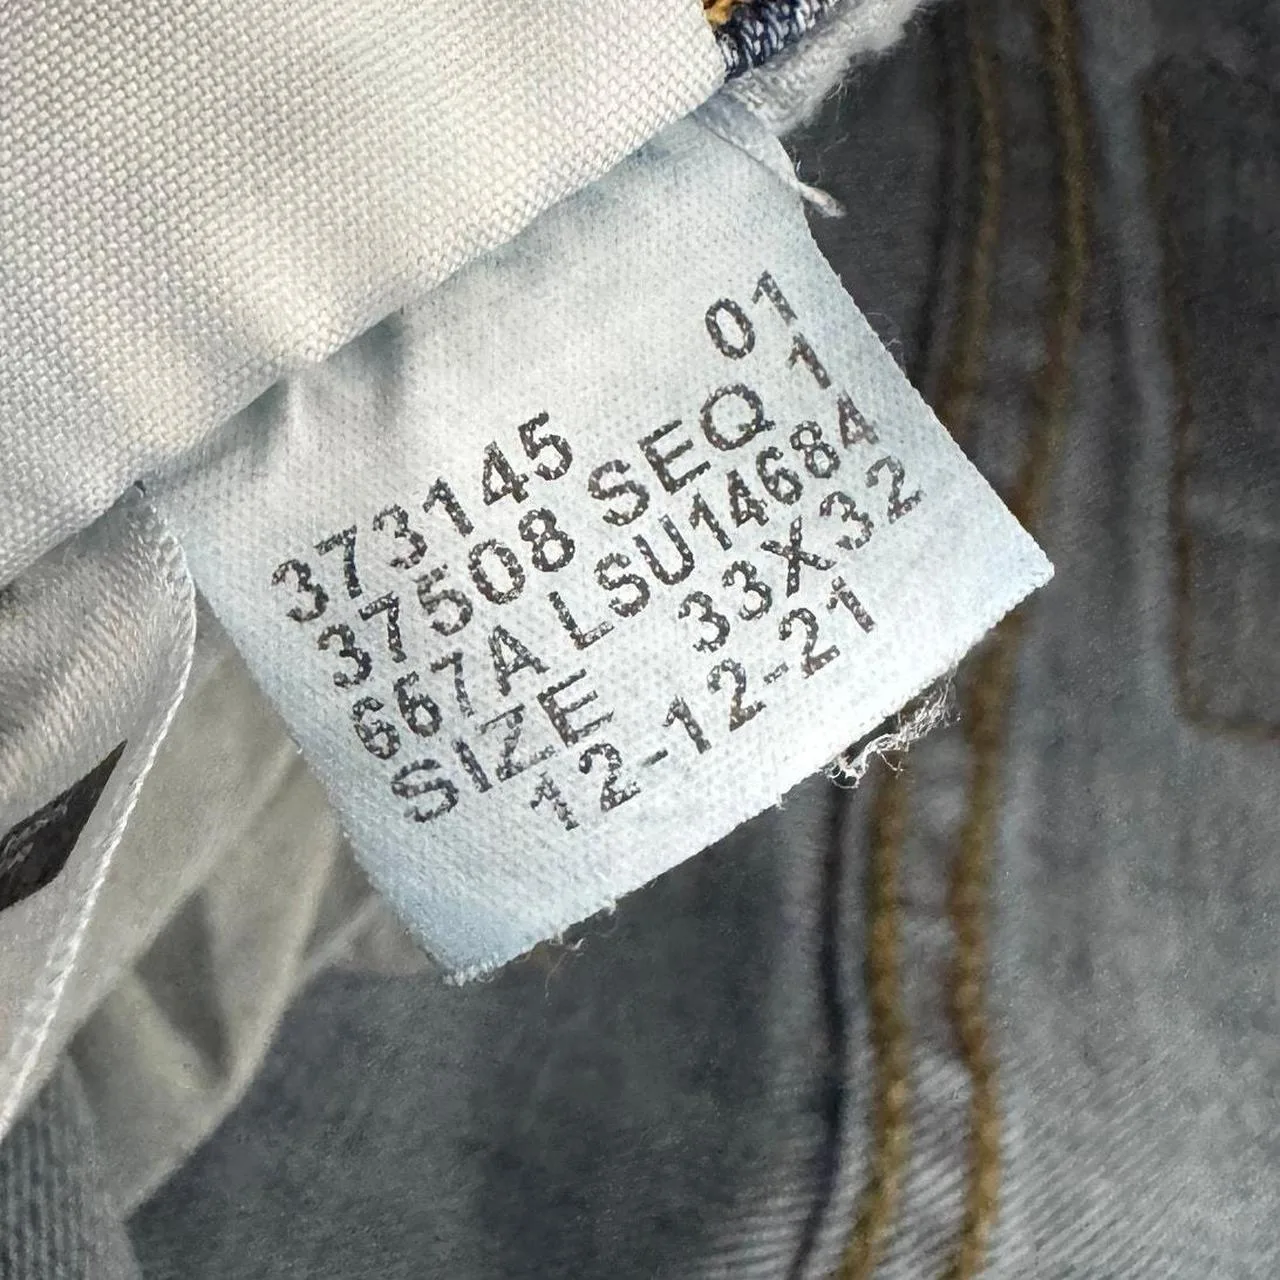 373145 01
37508 SEQ 1
667A LSU14684
SIZE 33X32
12-12-21